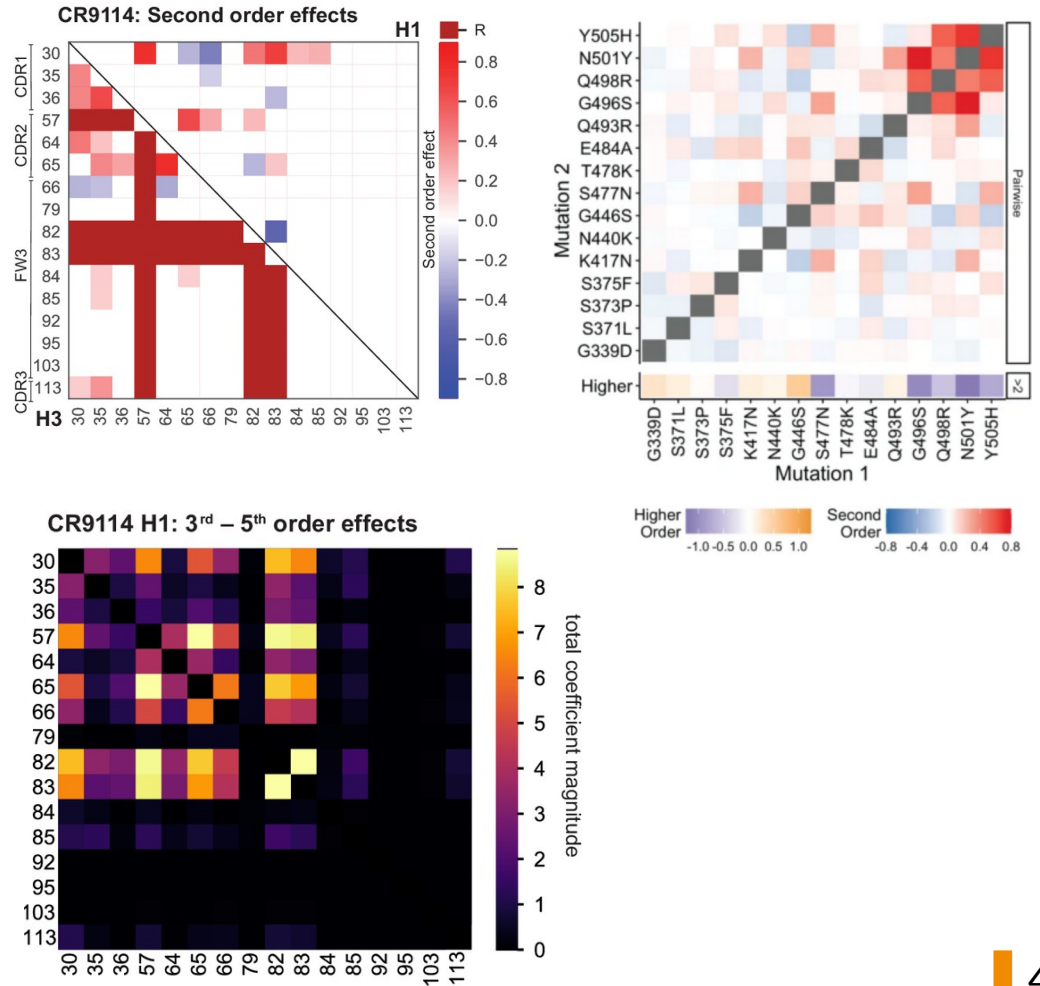 CR9114: Second order effects
H1
R
CDR1
CDR2
FW3
CDR3
30
35
36
57
64
65
66
79
82
83
84
85
92
95
103
113
H3
30 35 36 57 64 65 66 79 82 83 84 85 92 95 103 113
0.8
0.6
0.4
0.2
0.0
−0.2
−0.4
−0.6
−0.8
Second order effect
Mutation 2
Y505H
N501Y
Q498R
G496S
Q493R
E484A
T478K
S477N
G446S
N440K
K417N
S375F
S373P
S371L
G339D
Higher
Pairwise
>2
G339D S371L S373P S375F K417N N440K G446S S477N T478K E484A Q493R G496S Q498R N501Y Y505H
Mutation 1
Higher Order
-1.0 -0.5 0.0 0.5 1.0
Second Order
-0.8 -0.4 0.0 0.4 0.8
CR9114 H1: 3rd – 5th order effects
30
35
36
57
64
65
66
79
82
83
84
85
92
95
103
113
30 35 36 57 64 65 66 79 82 83 84 85 92 95 103 113
8
7
6
5
4
3
2
1
0
total coefficient magnitude